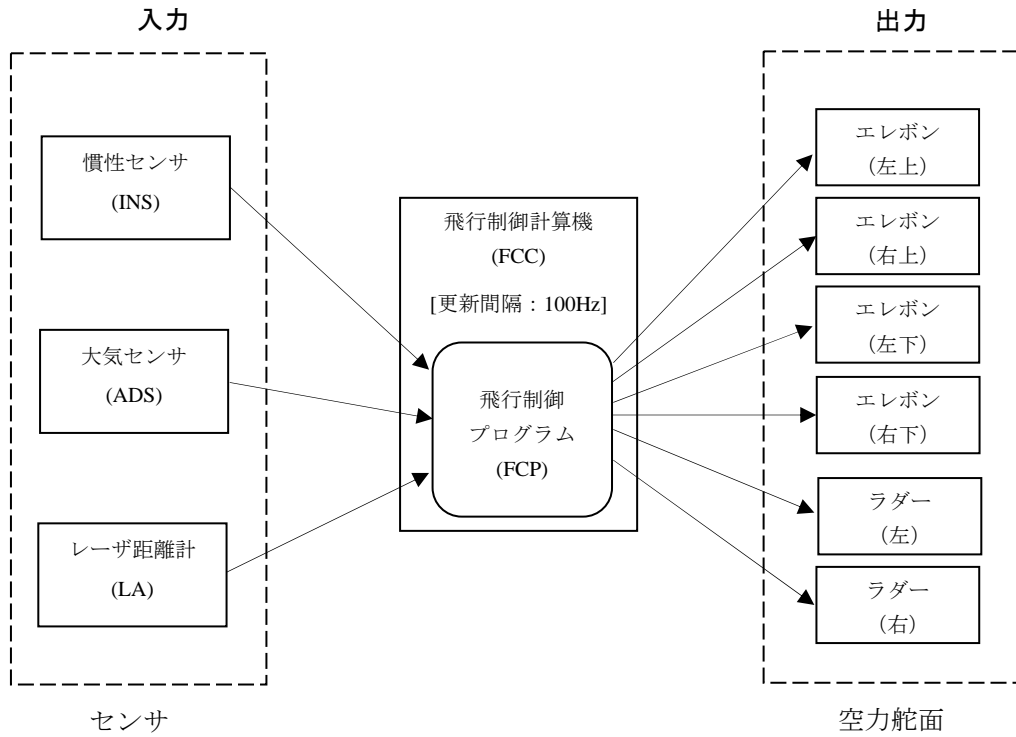 入力
慣性センサ
(INS)
大気センサ
(ADS)
レーザ距離計
(LA)
センサ
飛行制御計算機
(FCC)
[更新間隔：100Hz]
飛行制御
プログラム
(FCP)
出力
エレボン
（左上）
エレボン
（右上）
エレボン
（左下）
エレボン
（右下）
ラダー
（左）
ラダー
（右）
空力舵面